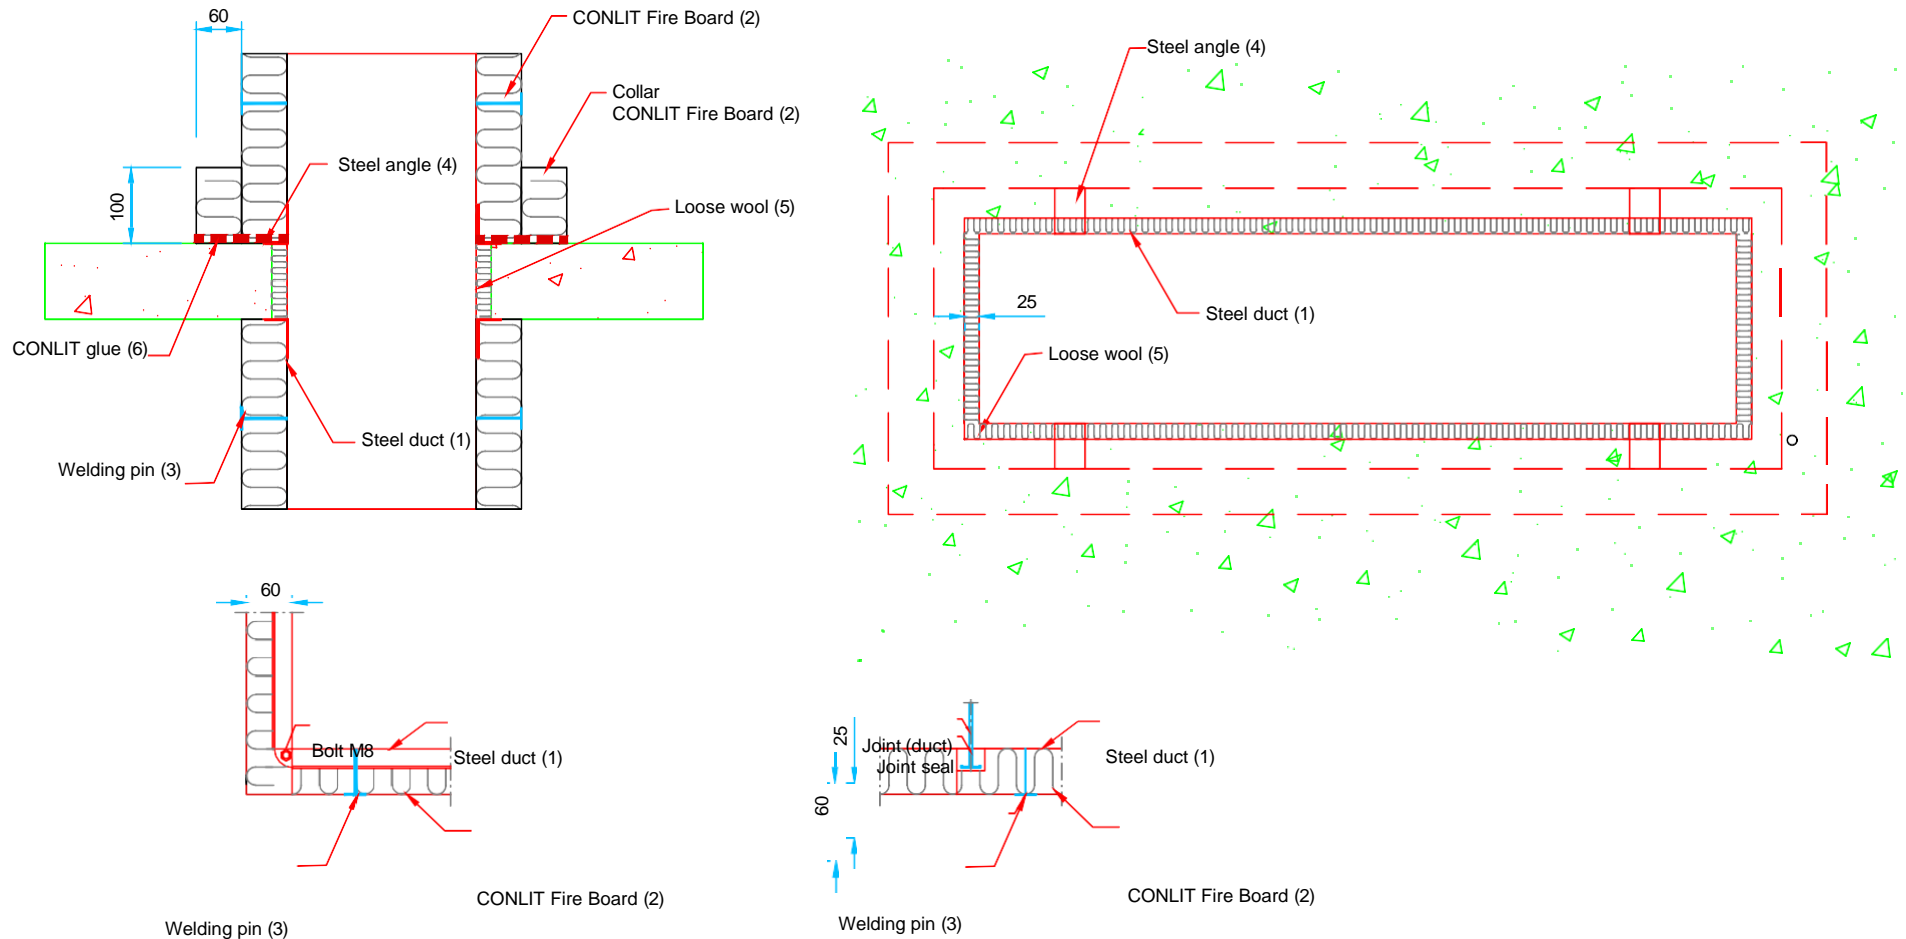 60
CONLIT Fire Board (2)
Collar
CONLIT Fire Board (2)
Steel angle (4)
100
Loose wool (5)
CONLIT glue (6)
Steel duct (1)
Welding pin (3)
Steel angle (4)
25
Steel duct (1)
Loose wool (5)
60
Bolt M8
Steel duct (1)
CONLIT Fire Board (2)
Welding pin (3)
25
Joint (duct)
Joint seal
Steel duct (1)
60
CONLIT Fire Board (2)
Welding pin (3)